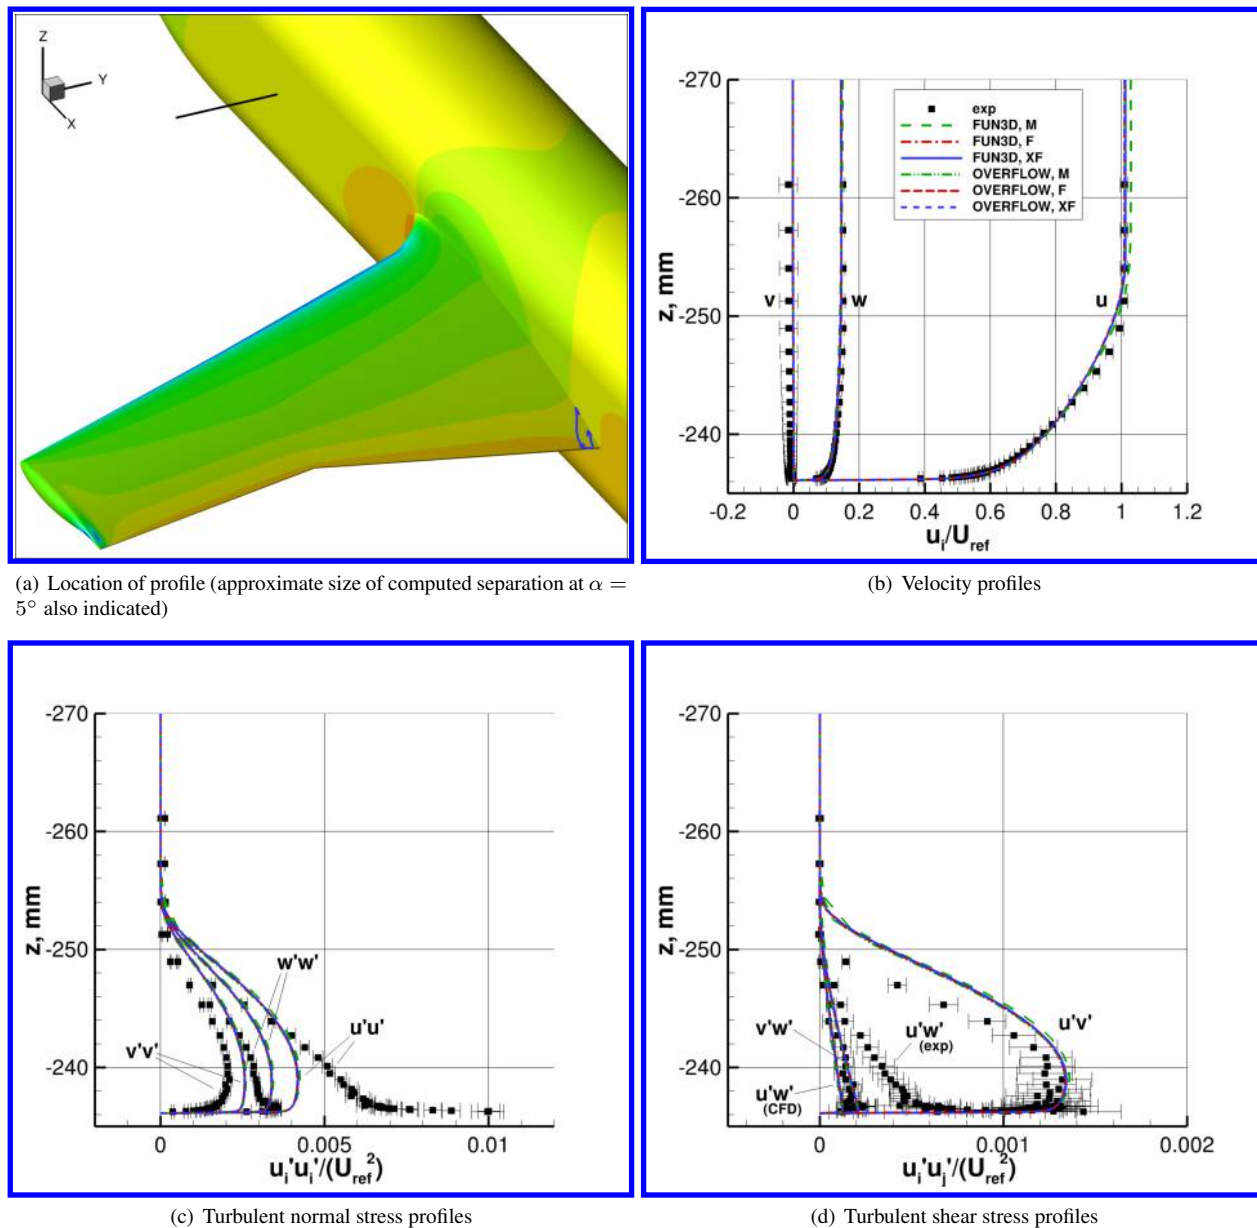 Z
Y
X
(a) Location of profile (approximate size of computed separation at α =
5° also indicated)
-270
-260
-250
-240
z, mm
exp
FUN3D, M
FUN3D, F
FUN3D, XF
OVERFLOW, M
OVERFLOW, F
OVERFLOW, XF
v
w
u
-0.2 0 0.2 0.4 0.6 0.8 1 1.2
u_i/U_ref
(b) Velocity profiles
-270
-260
-250
-240
z, mm
w'w'
u'u'
v'v'
0 0.005 0.01
u_i'u_i'/(U_ref^2)
(c) Turbulent normal stress profiles
-270
-260
-250
-240
z, mm
v'w'
u'w'
(exp)
u'v'
u'w'
(CFD)
0 0.001 0.002
u_i'u_j'/(U_ref^2)
(d) Turbulent shear stress profiles